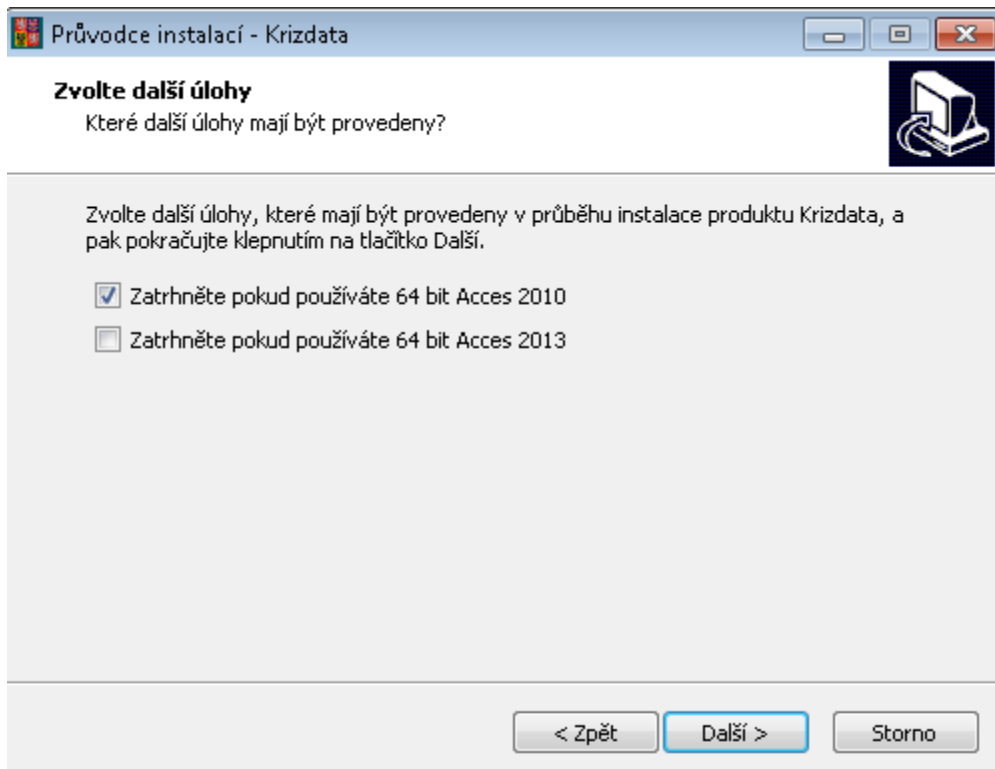 Průvodce instalací - Krizdata
Zvolte další úlohy
Které další úlohy mají být provedeny?
Zvolte další úlohy, které mají být provedeny v průběhu instalace produktu Krizdata, a
pak pokračujte klepnutím na tlačítko Další.
Zatrhněte pokud používáte 64 bit Acces 2010
Zatrhněte pokud používáte 64 bit Acces 2013
< Zpět
Další >
Storno